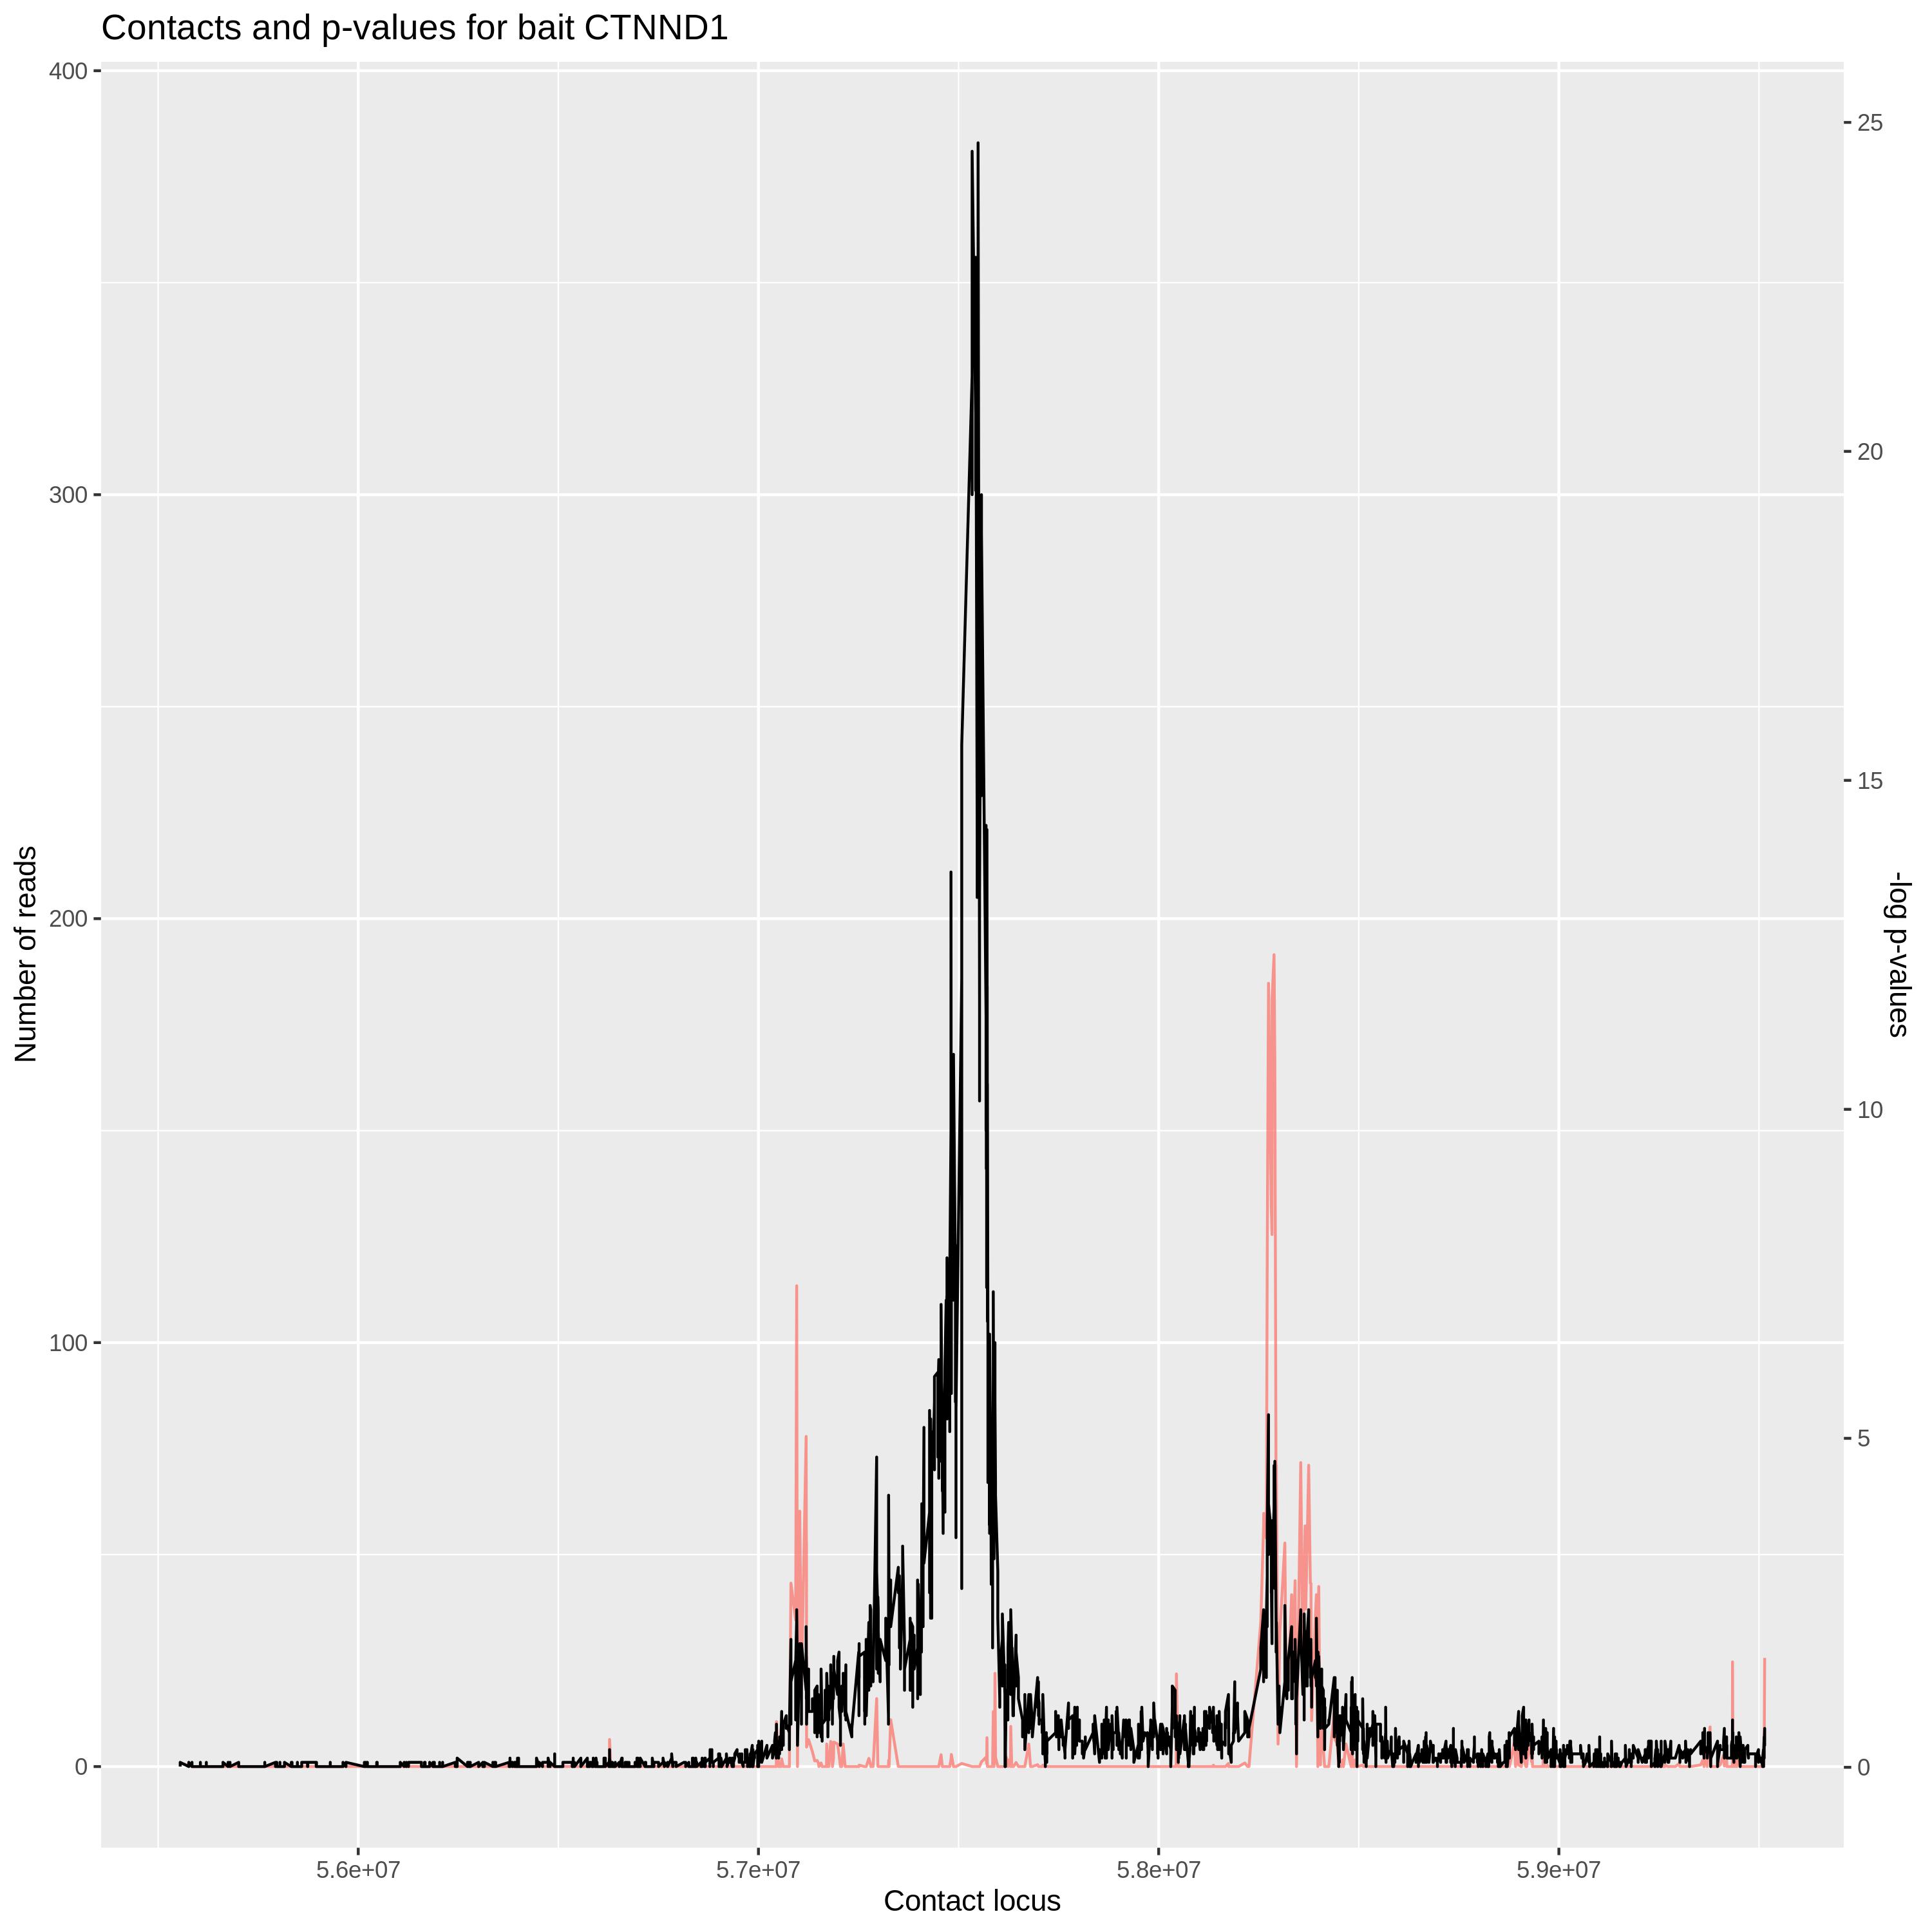 Contacts and p-values for bait CTNND1
400
300
200
100
0
Number of reads
25
20
15
10
5
0
-log p-values
5.6e+07
5.7e+07
5.8e+07
5.9e+07
Contact locus